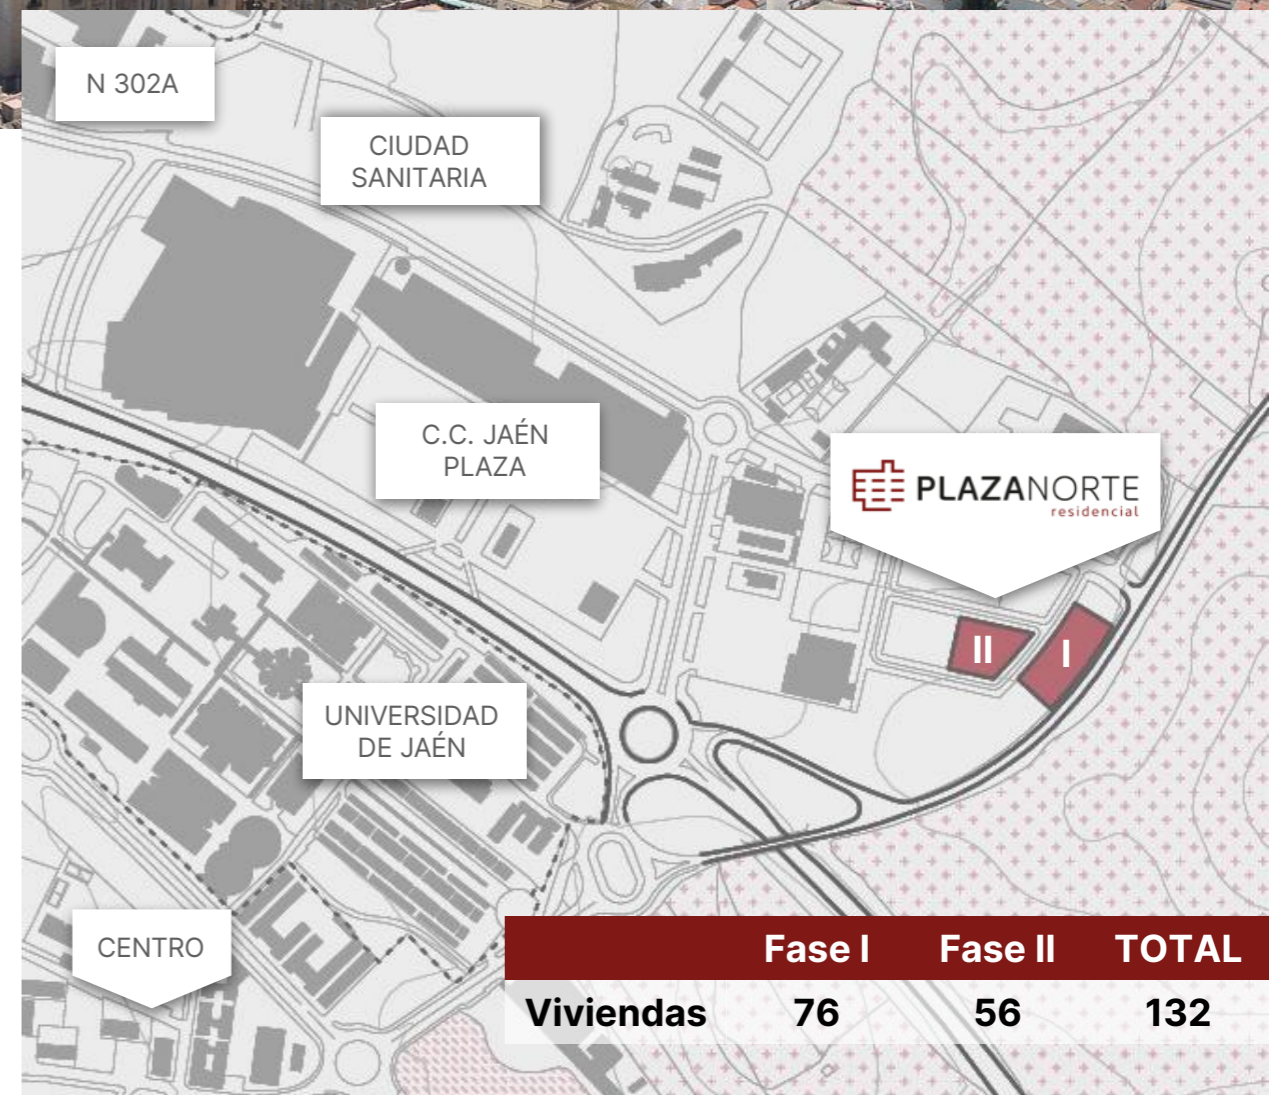 N 302A
CIUDAD
SANITARIA
C.C. JAÉN
PLAZA
PLAZANORTE
residencial
II
I
UNIVERSIDAD
DE JAÉN
CENTRO
Fase I Fase II TOTAL
Viviendas 76 56 132